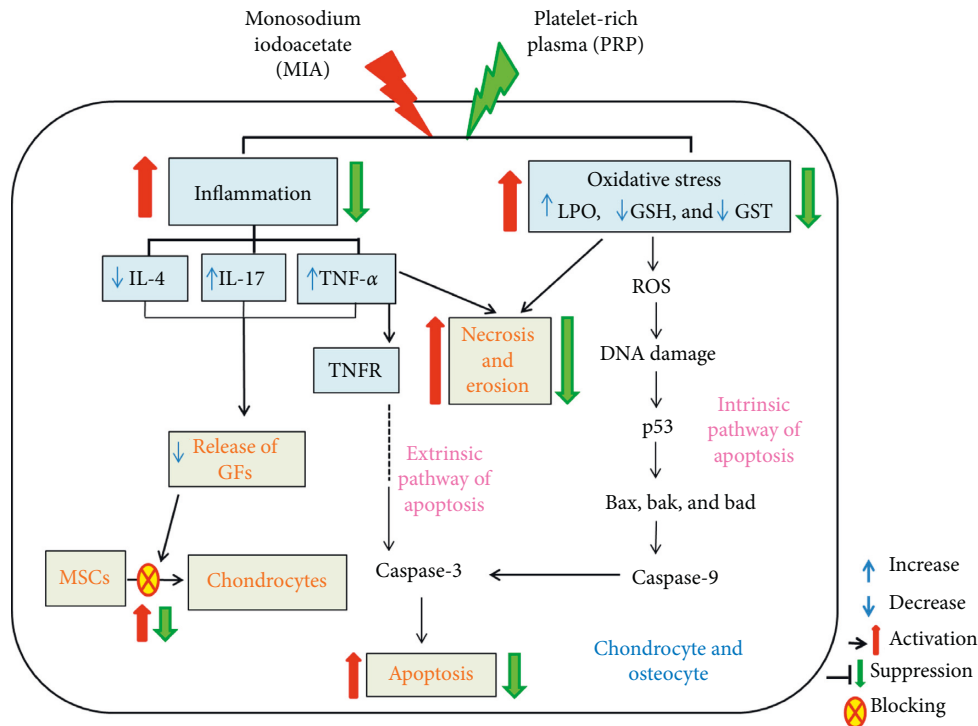 Monosodium
iodoacetate
(MIA)
Platelet-rich
plasma (PRP)
Inflammation
Oxidative stress
↑ LPO, ↓ GSH, and ↓ GST
↓ IL-4
↑ IL-17
↑ TNF-α
ROS
TNFR
Necrosis
and
erosion
DNA damage
p53
Intrinsic
pathway of
apoptosis
↓ Release of
GFs
Extrinsic
pathway of
apoptosis
Bax, bak, and bad
MSCs
Chondrocytes
Caspase-3
Caspase-9
Apoptosis
Chondrocyte and
osteocyte
↑ Increase
↓ Decrease
Activation
Suppression
Blocking